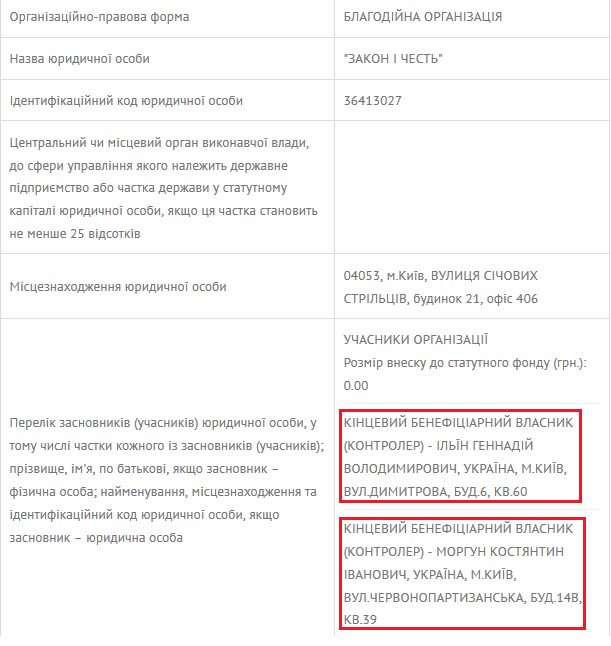 Організаційно-правова форма
БЛАГОДІЙНА ОРГАНІЗАЦІЯ
Назва юридичної особи
"ЗАКОН І ЧЕСТЬ"
Ідентифікаційний код юридичної особи
36413027
Центральний чи місцевий орган виконавчої влади,
до сфери управління якого належить державне
підприємство або частка держави у статутному
капіталі юридичної особи, якщо ця частка становить
не менше 25 відсотків
Місцезнаходження юридичної особи
04053, м.Київ, ВУЛИЦЯ СІЧОВИХ
СТРІЛЬЦІВ, будинок 21, офіс 406
Перелік засновників (учасників) юридичної особи, у
тому числі частки кожного із засновників (учасників);
прізвище, ім’я, по батькові, якщо засновник –
фізична особа; найменування, місцезнаходження та
ідентифікаційний код юридичної особи, якщо
засновник – юридична особа
УЧАСНИКИ ОРГАНІЗАЦІЇ
Розмір внеску до статутного фонду (грн.):
0.00
КІНЦЕВИЙ БЕНЕФІЦІАРНИЙ ВЛАСНИК
(КОНТРОЛЕР) - ІЛЬЇН ГЕННАДІЙ
ВОЛОДИМИРОВИЧ, УКРАЇНА, М.КИЇВ,
ВУЛ.ДИМИТРОВА, БУД.6, КВ.60
КІНЦЕВИЙ БЕНЕФІЦІАРНИЙ ВЛАСНИК
(КОНТРОЛЕР) - МОРГУН КОСТЯНТИН
ІВАНОВИЧ, УКРАЇНА, М.КИЇВ,
ВУЛ.ЧЕРВОНОПАРТИЗАНСЬКА, БУД.14В,
КВ.39